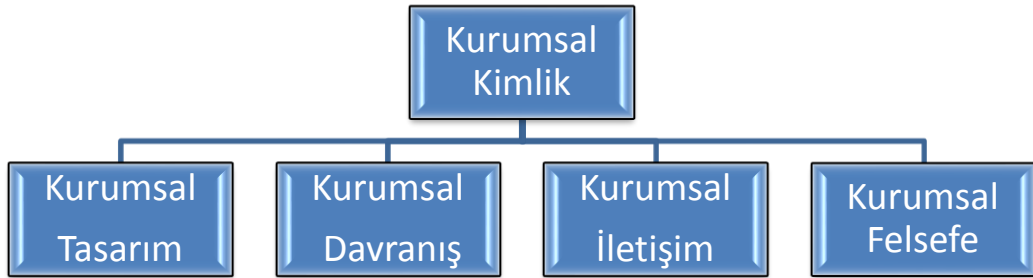 Kurumsal
Kimlik
Kurumsal
Tasarım
Kurumsal
Davranış
Kurumsal
İletişim
Kurumsal
Felsefe